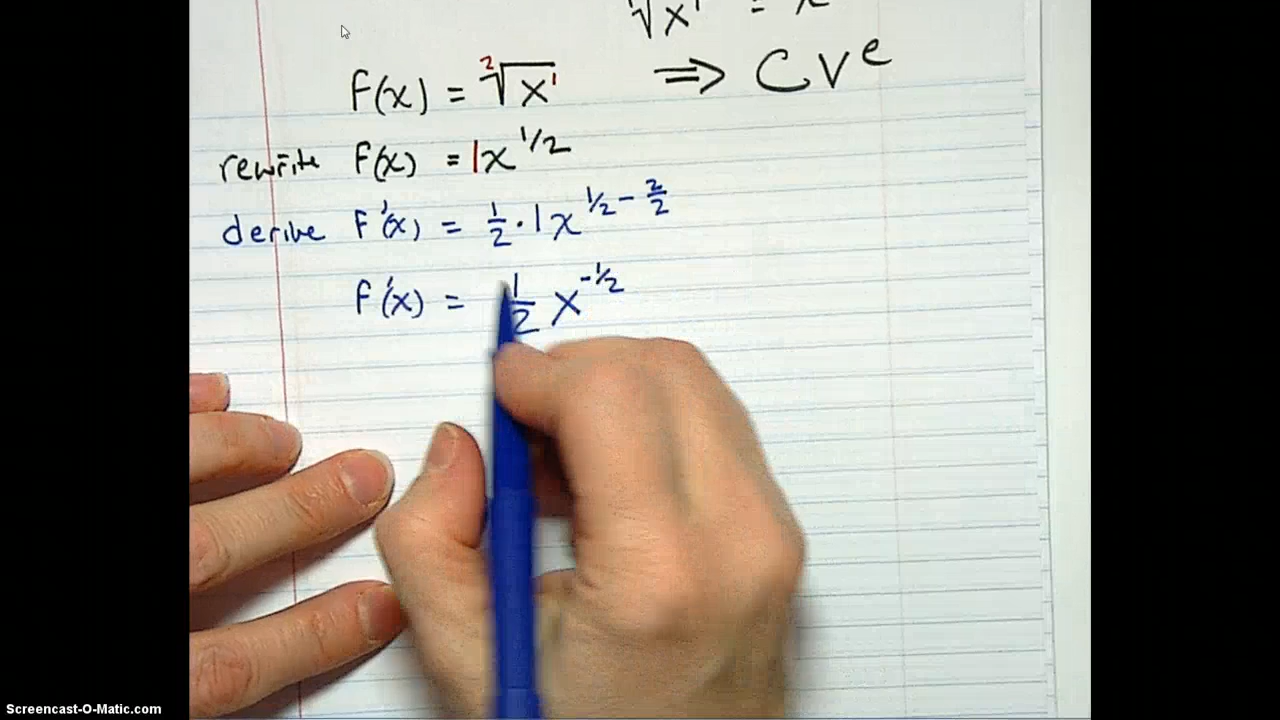 f(x) = ²√x¹ ⇒ C V^e
rewrite f(x) = 1x^1/2
derive f'(x) = 1/2 · 1x^1/2 - 2/2
f'(x) = 1/2 x^-1/2
Screencast-O-Matic.com